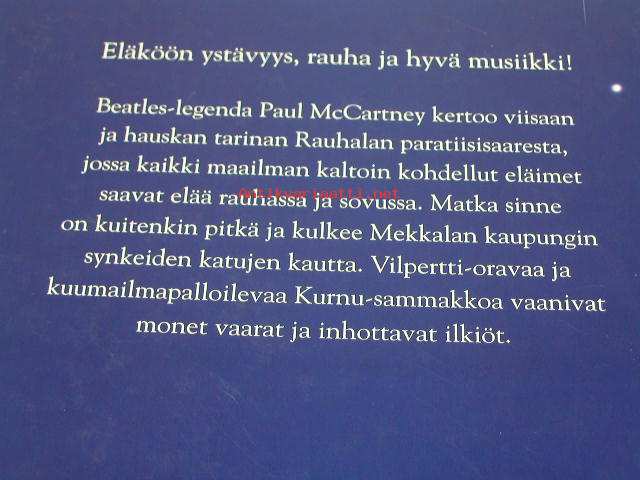 Eläköön ystävyys, rauha ja hyvä musiikki!
Beatles-legenda Paul McCartney kertoo viisaan
ja hauskan tarinan Rauhalan paratiisisaaresta,
jossa kaikki maailman kaltoin kohdellut eläimet
Antikvariaatti.net
saavat elää rauhassa ja sovussa. Matka sinne
on kuitenkin pitkä ja kulkee Mekkalan kaupungin
synkeiden katujen kautta. Vilpertti-oravaa ja
kuumailmapalloilevaa Kurnu-sammakkoa vaanivat
monet vaarat ja inhottavat ilkiöt.